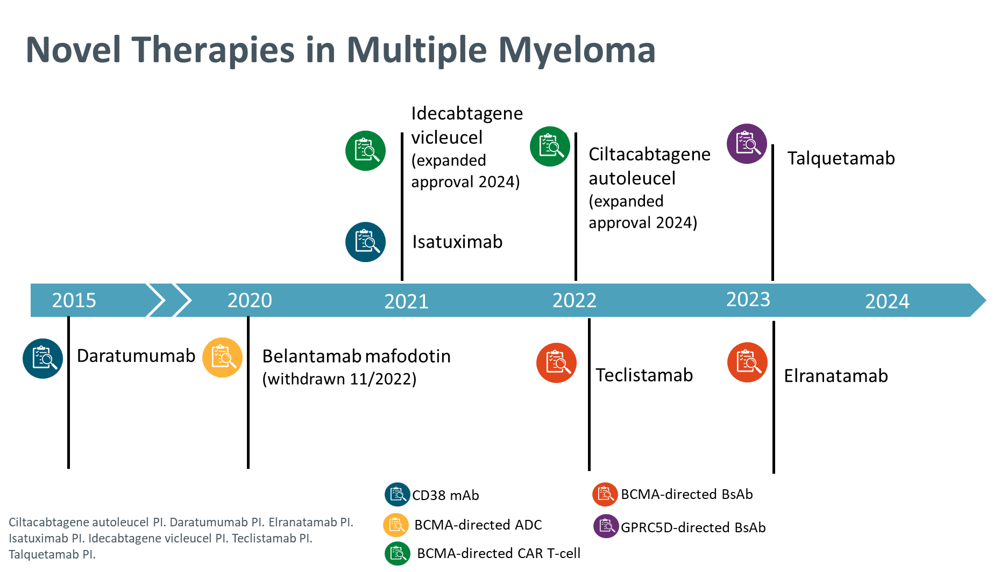 Novel Therapies in Multiple Myeloma
Idecabtagene
vicleucel
(expanded
approval 2024)
Isatuximab
Ciltacabtagene
autoleucel
(expanded
approval 2024)
Talquetamab
2015
2020
2021
2022
2023
2024
Daratumumab
Belantamab mafodotin
(withdrawn 11/2022)
Teclistamab
Elranatamab
CD38 mAb
BCMA-directed ADC
BCMA-directed CAR T-cell
BCMA-directed BsAb
GPRC5D-directed BsAb
Ciltacabtagene autoleucel PI. Daratumumab PI. Elranatamab PI.
Isatuximab PI. Idecabtagene vicleucel PI. Teclistamab PI.
Talquetamab PI.